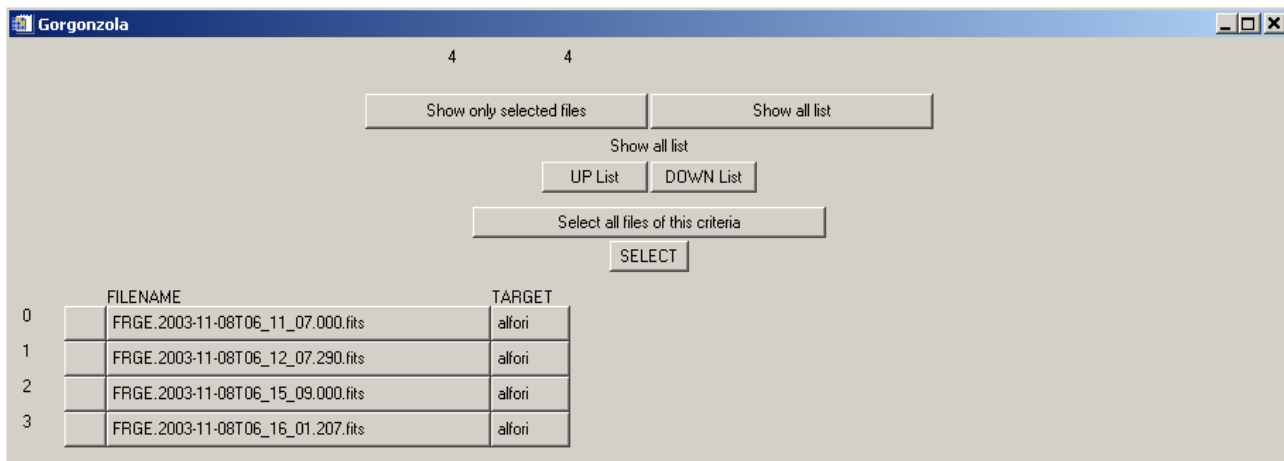 Gorgonzola
4 4
Show only selected files Show all list
Show all list
UP List DOWN List
Select all files of this criteria
SELECT
FILENAME TARGET
0 FRGE.2003-11-08T06_11_07.000.fits alfori
1 FRGE.2003-11-08T06_12_07.290.fits alfori
2 FRGE.2003-11-08T06_15_09.000.fits alfori
3 FRGE.2003-11-08T06_16_01.207.fits alfori